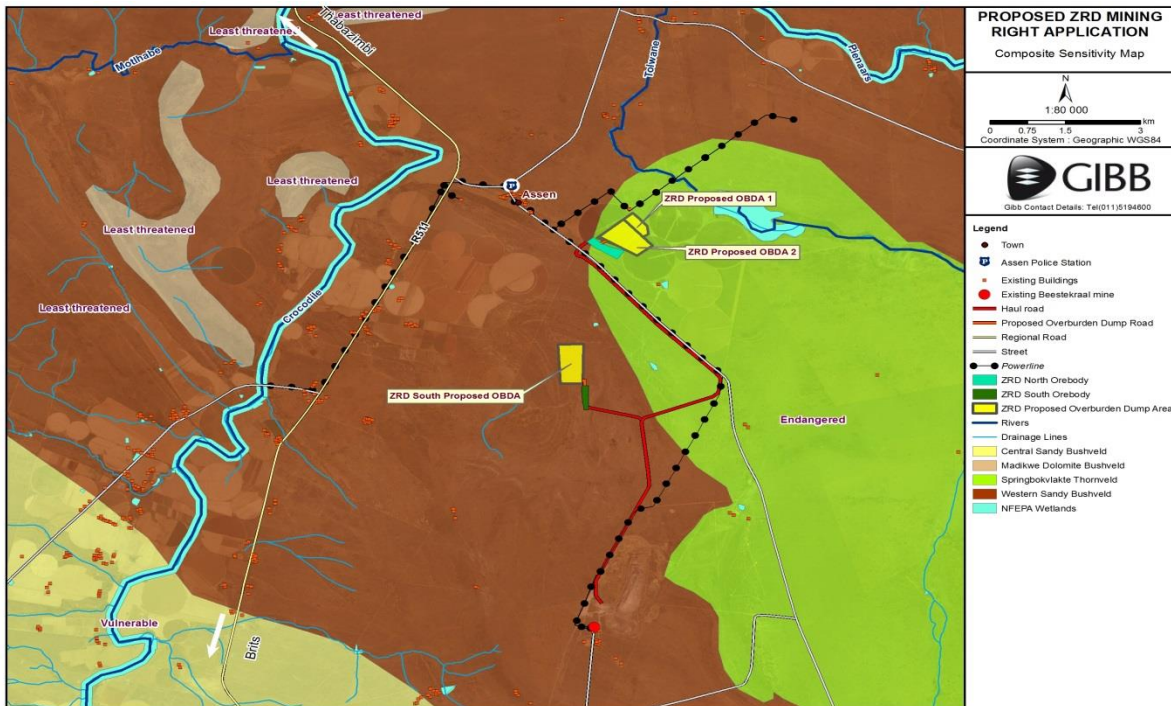 Least threatened
Least threatened
Thabazimbi
Motlhabe
Tolwane
Pienaars
Least threatened
Assen
ZRD Proposed OBDA 1
Least threatened
R511
ZRD Proposed OBDA 2
Least threatened
Crocodile
ZRD South Proposed OBDA
Endangered
Vulnerable
Brits
PROPOSED ZRD MINING
RIGHT APPLICATION
Composite Sensitivity Map
N
1:80 000
km
0 0.75 1.5 3
Coordinate System : Geographic WGS84
GIBB
Gibb Contact Details: Tel(011)5194600
Legend
Town
P Assen Police Station
Existing Buildings
Existing Beestekraal mine
Haul road
Proposed Overburden Dump Road
Regional Road
Street
Powerline
ZRD North Orebody
ZRD South Orebody
ZRD Proposed Overburden Dump Area
Rivers
Drainage Lines
Central Sandy Bushveld
Madikwe Dolomite Bushveld
Springbokvlakte Thornveld
Western Sandy Bushveld
NFEPA Wetlands